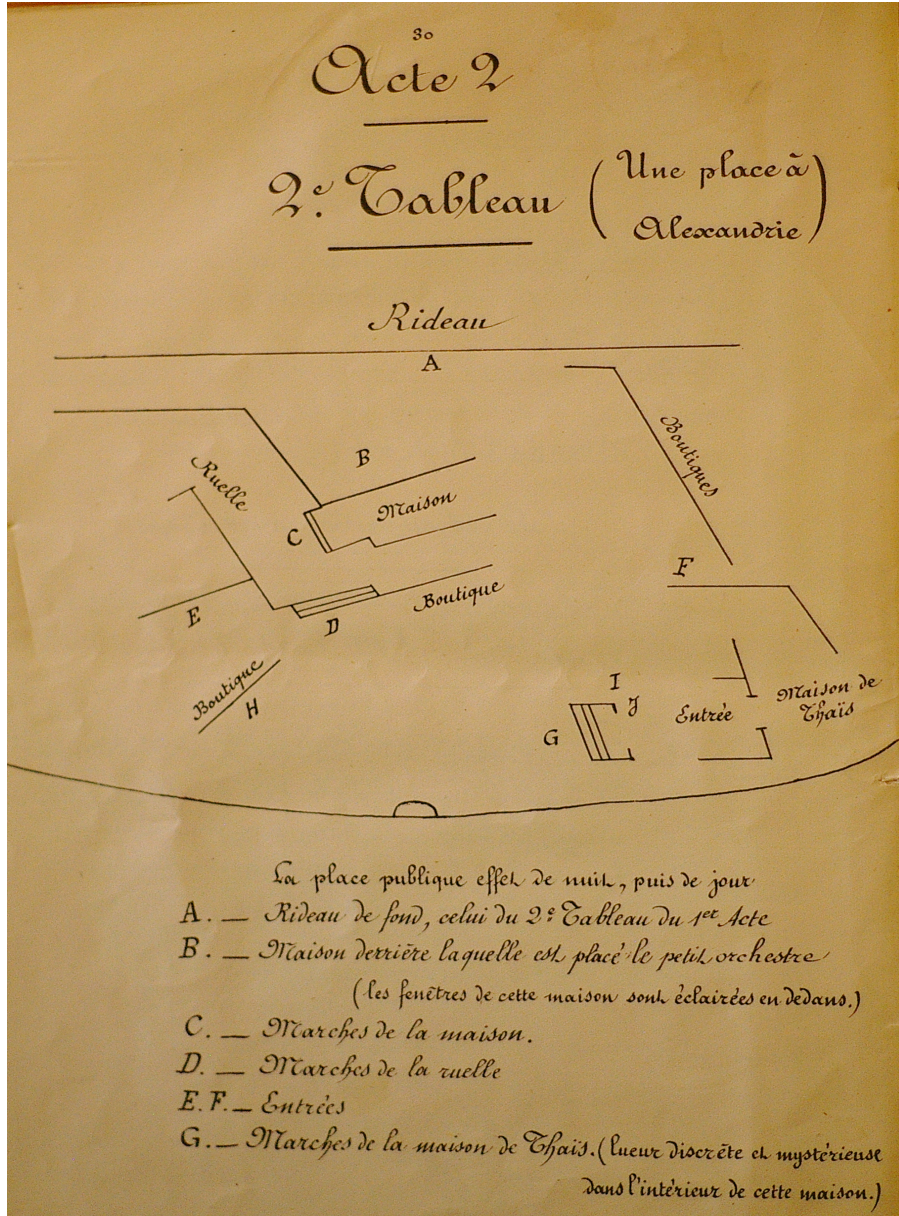 30
Acte 2
2e. Tableau (Une place à
Alexandrie)
Rideau
A
Boutiques
B
Ruelle
Maison
C
F
Boutique
E
D
Boutique
H
I
J
Maison de
Thaïs
Entrée
G
La place publique effet de nuit, puis de jour
A. — Rideau de fond, celui du 2e Tableau du 1er Acte
B. — Maison derrière laquelle est placé le petit orchestre
(les fenêtres de cette maison sont éclairées en dedans.)
C. — Marches de la maison.
D. — Marches de la ruelle
E. F. — Entrées
G. — Marches de la maison de Thaïs. (lueur discrète et mystérieuse
dans l'intérieur de cette maison.)